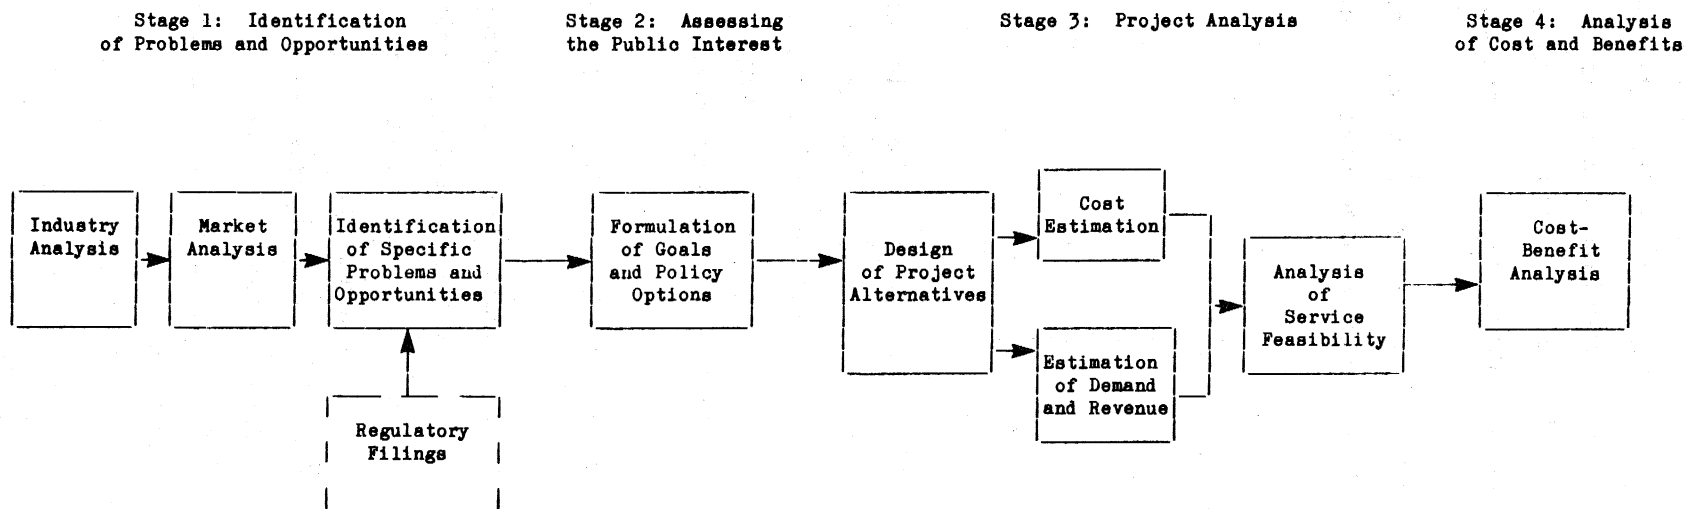 Stage 1: Identification
of Problems and Opportunities
Stage 2: Assessing
the Public Interest
Stage 3: Project Analysis
Stage 4: Analysis
of Cost and Benefits
Industry
Analysis
Market
Analysis
Identification
of Specific
Problems and
Opportunities
Regulatory
Filings
Formulation
of Goals
and Policy
Options
Design
of Project
Alternatives
Cost
Estimation
Estimation
of Demand
and Revenue
Analysis
of
Service
Feasibility
Cost-
Benefit
Analysis